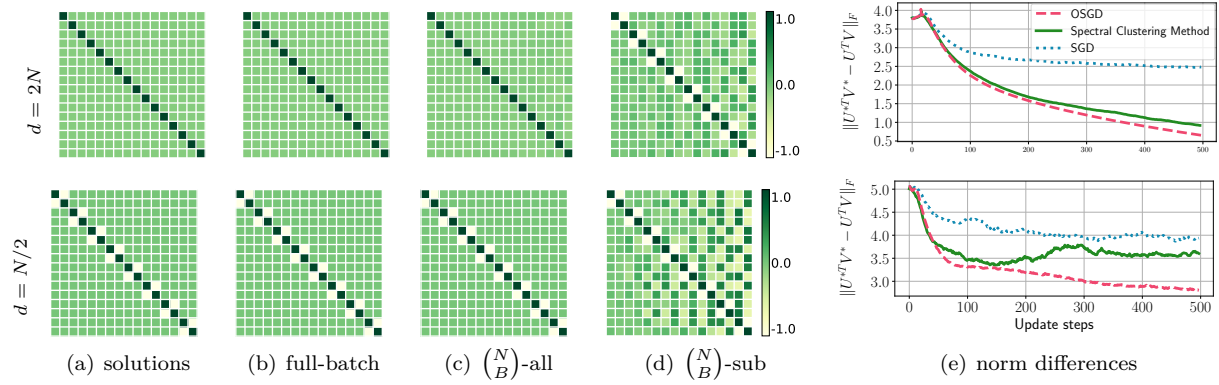 d = 2N
1.0
0.0
-1.0
∥U*ᵀV* − UᵀV∥_F
4.0
3.5
3.0
2.5
2.0
1.5
1.0
0.5
0
100
200
300
400
500
OSGD
Spectral Clustering Method
SGD
d = N/2
1.0
0.0
-1.0
∥U*ᵀV* − UᵀV∥_F
5.0
4.5
4.0
3.5
3.0
0
100
200
300
400
500
Update steps
(a) solutions
(b) full-batch
(c) (N B)-all
(d) (N B)-sub
(e) norm differences